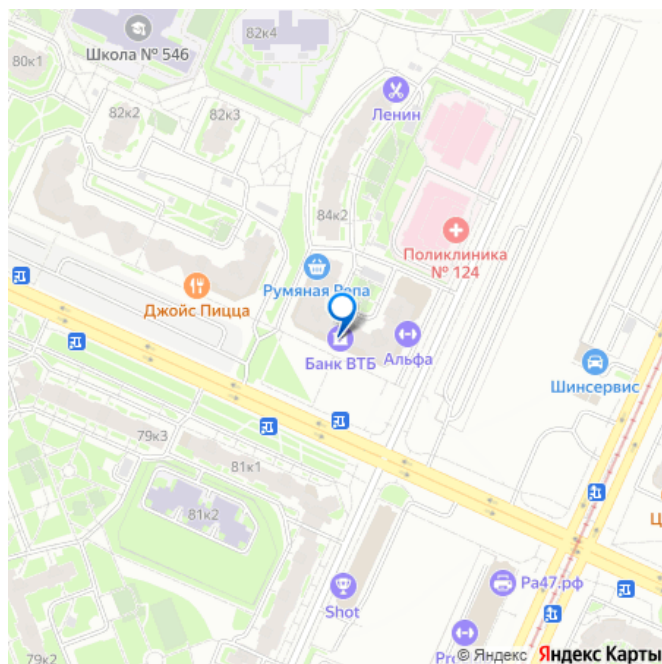 Школа № 546
82к4
80к1
Ленин
82к2
82к3
84к2
Поликлиника
№ 124
Румяная Репа
Джойс Пицца
Банк ВТБ
Альфа
Шинсервис
79к3
81к1
81к2
Ц
Shot
Ра47.рф
Pro
79к2
© Яндекс Яндекс Карты